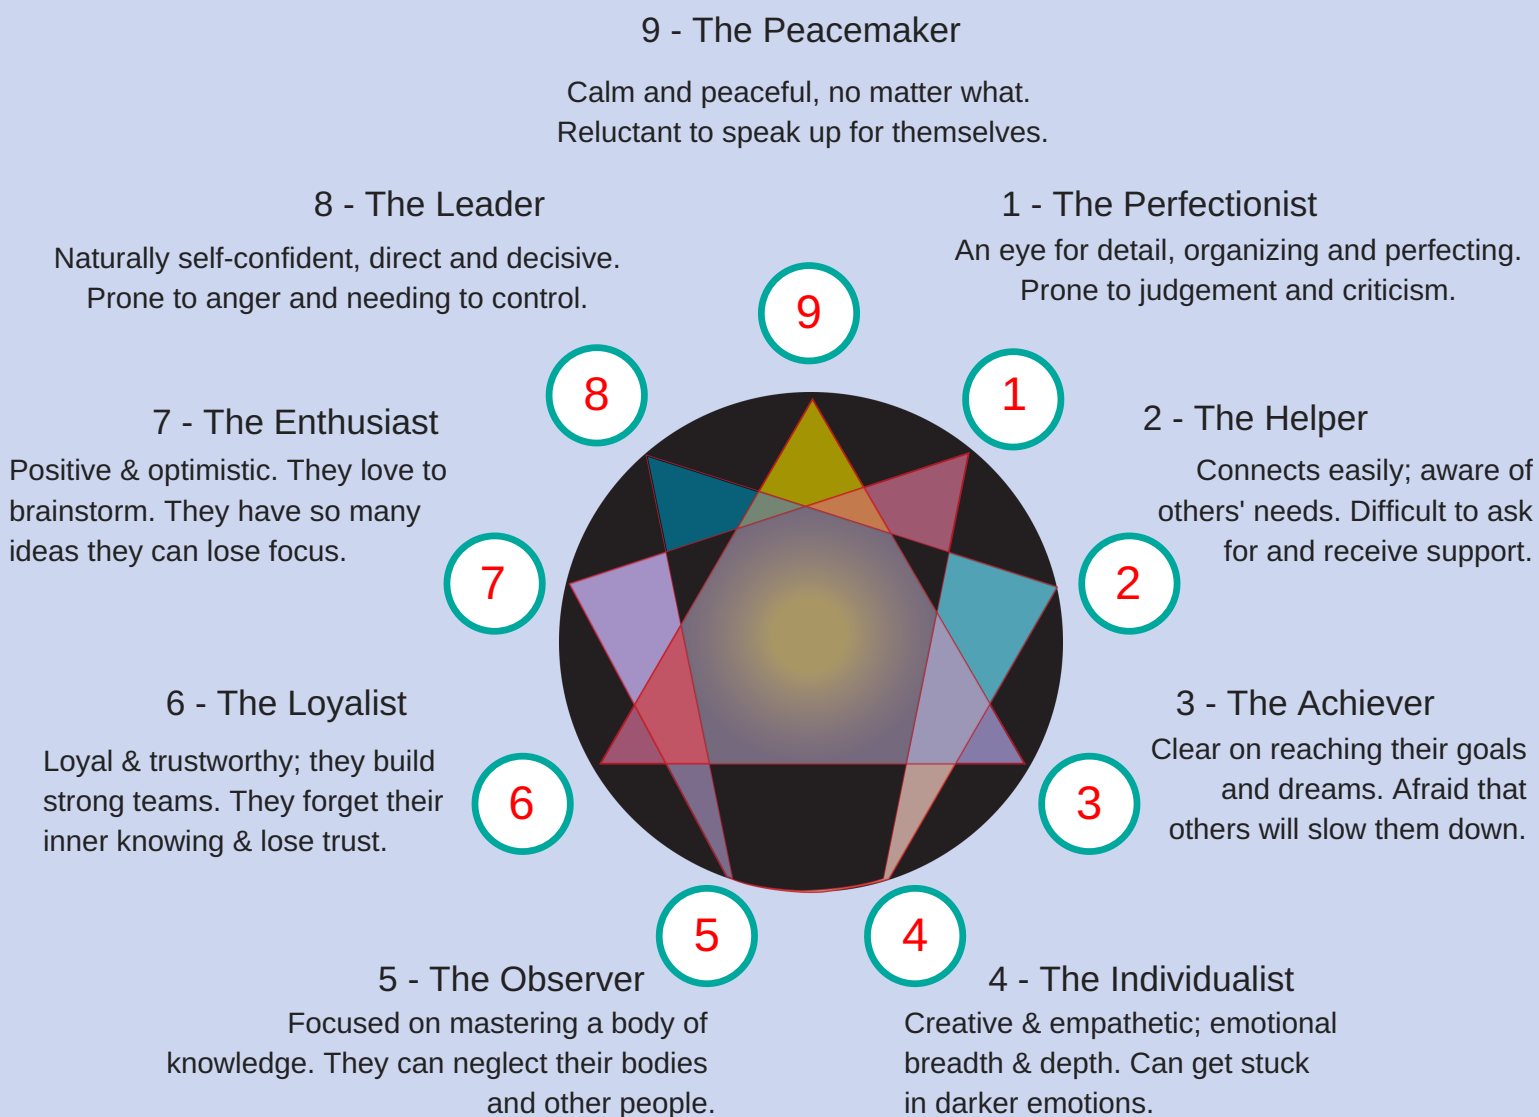 9 - The Peacemaker
Calm and peaceful, no matter what.
Reluctant to speak up for themselves.
8 - The Leader
Naturally self-confident, direct and decisive.
Prone to anger and needing to control.
1 - The Perfectionist
An eye for detail, organizing and perfecting.
Prone to judgement and criticism.
9
8
1
7 - The Enthusiast
Positive & optimistic. They love to
brainstorm. They have so many
ideas they can lose focus.
2 - The Helper
Connects easily; aware of
others' needs. Difficult to ask
for and receive support.
7
2
6 - The Loyalist
Loyal & trustworthy; they build
strong teams. They forget their
inner knowing & lose trust.
3 - The Achiever
Clear on reaching their goals
and dreams. Afraid that
others will slow them down.
6
3
5
4
5 - The Observer
Focused on mastering a body of
knowledge. They can neglect their bodies
and other people.
4 - The Individualist
Creative & empathetic; emotional
breadth & depth. Can get stuck
in darker emotions.